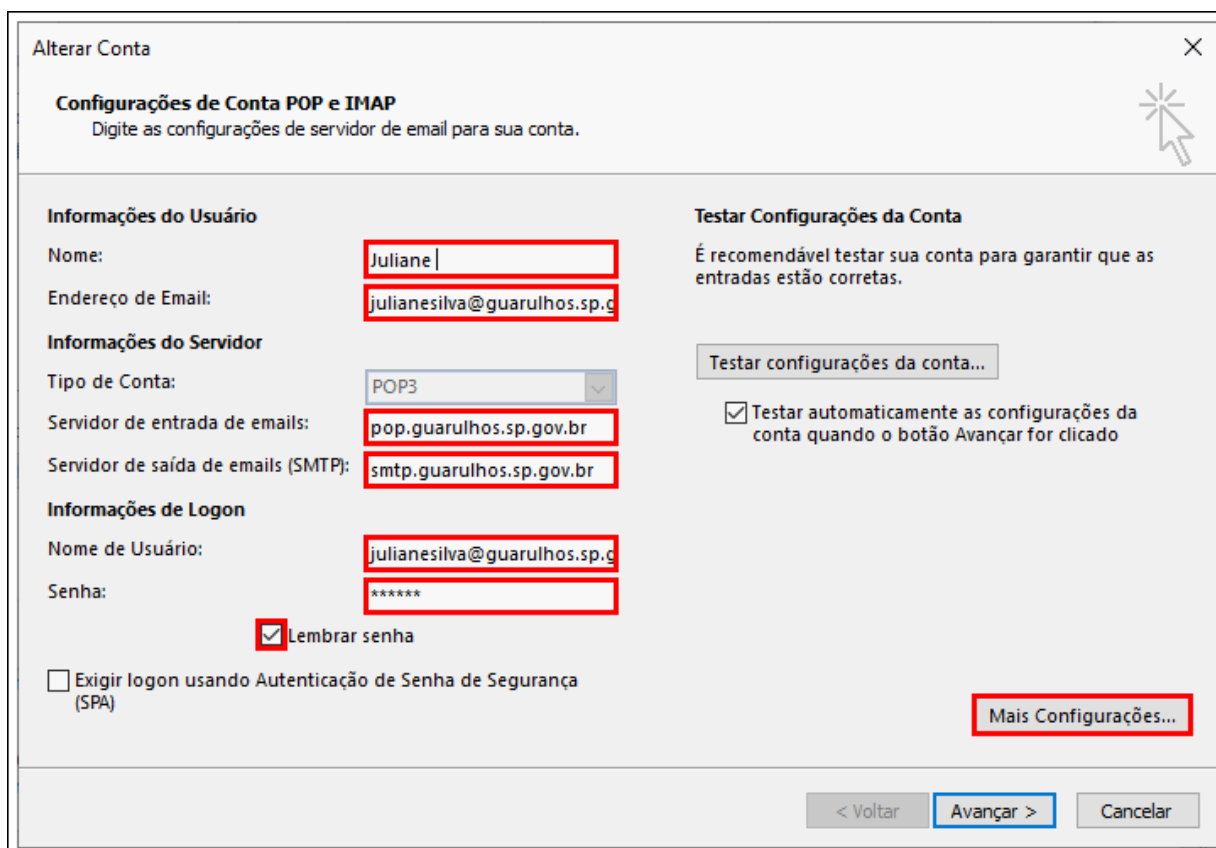 Alterar Conta
Configurações de Conta POP e IMAP
Digite as configurações de servidor de email para sua conta.
Informações do Usuário
Nome:
Juliane
Endereço de Email:
julianesilva@guarulhos.sp.g
Informações do Servidor
Tipo de Conta:
POP3
Servidor de entrada de emails:
pop.guarulhos.sp.gov.br
Servidor de saída de emails (SMTP):
smtp.guarulhos.sp.gov.br
Informações de Logon
Nome de Usuário:
julianesilva@guarulhos.sp.g
Senha:
******
Lembrar senha
Exigir logon usando Autenticação de Senha de Segurança
(SPA)
Testar Configurações da Conta
É recomendável testar sua conta para garantir que as
entradas estão corretas.
Testar configurações da conta...
Testar automaticamente as configurações da
conta quando o botão Avançar for clicado
Mais Configurações...
< Voltar
Avançar >
Cancelar